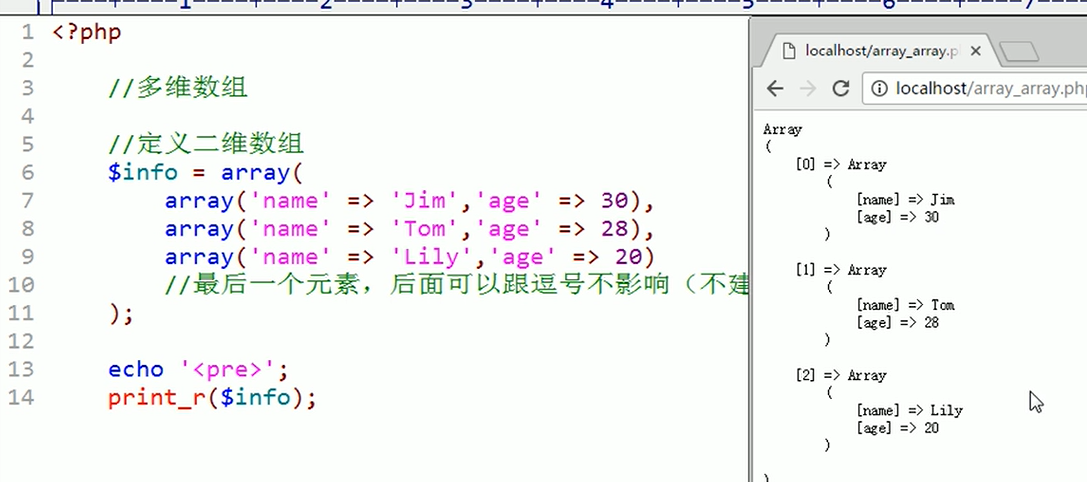 1 <?php
2
3 //多维数组
4
5 //定义二维数组
6 $info = array(
7 array('name' => 'Jim','age' => 30),
8 array('name' => 'Tom','age' => 28),
9 array('name' => 'Lily','age' => 20)
10 //最后一个元素，后面可以跟逗号不影响（不建
11 );
12
13 echo '<pre>';
14 print_r($info);
localhost/array_array.p
localhost/array_array.php
Array
(
[0] => Array
(
[name] => Jim
[age] => 30
)
[1] => Array
(
[name] => Tom
[age] => 28
)
[2] => Array
(
[name] => Lily
[age] => 20
)
)